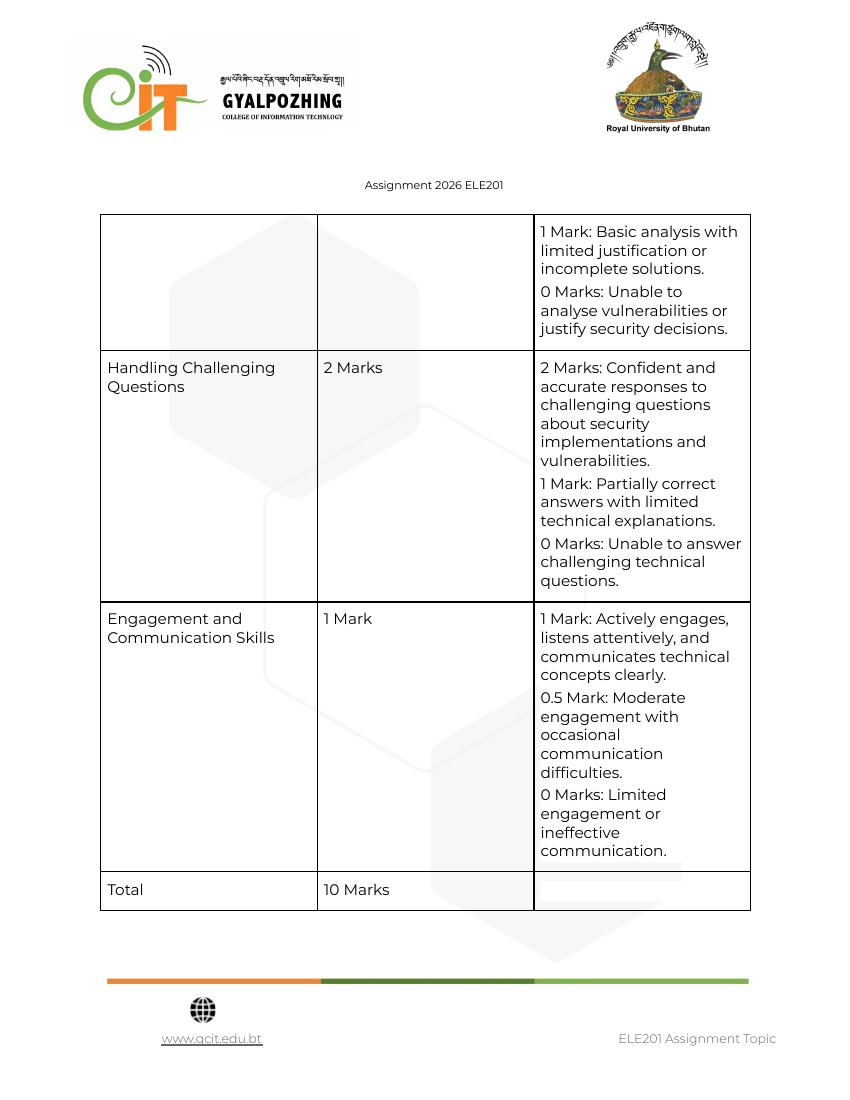 GYALPOZHING
COLLEGE OF INFORMATION TECHNLOGY
Royal University of Bhutan
Assignment 2026 ELE201
1 Mark: Basic analysis with
limited justification or
incomplete solutions.
0 Marks: Unable to
analyse vulnerabilities or
justify security decisions.
Handling Challenging
Questions
2 Marks
2 Marks: Confident and
accurate responses to
challenging questions
about security
implementations and
vulnerabilities.
1 Mark: Partially correct
answers with limited
technical explanations.
0 Marks: Unable to answer
challenging technical
questions.
Engagement and
Communication Skills
1 Mark
1 Mark: Actively engages,
listens attentively, and
communicates technical
concepts clearly.
0.5 Mark: Moderate
engagement with
occasional
communication
difficulties.
0 Marks: Limited
engagement or
ineffective
communication.
Total
10 Marks
www.gcit.edu.bt
ELE201 Assignment Topic